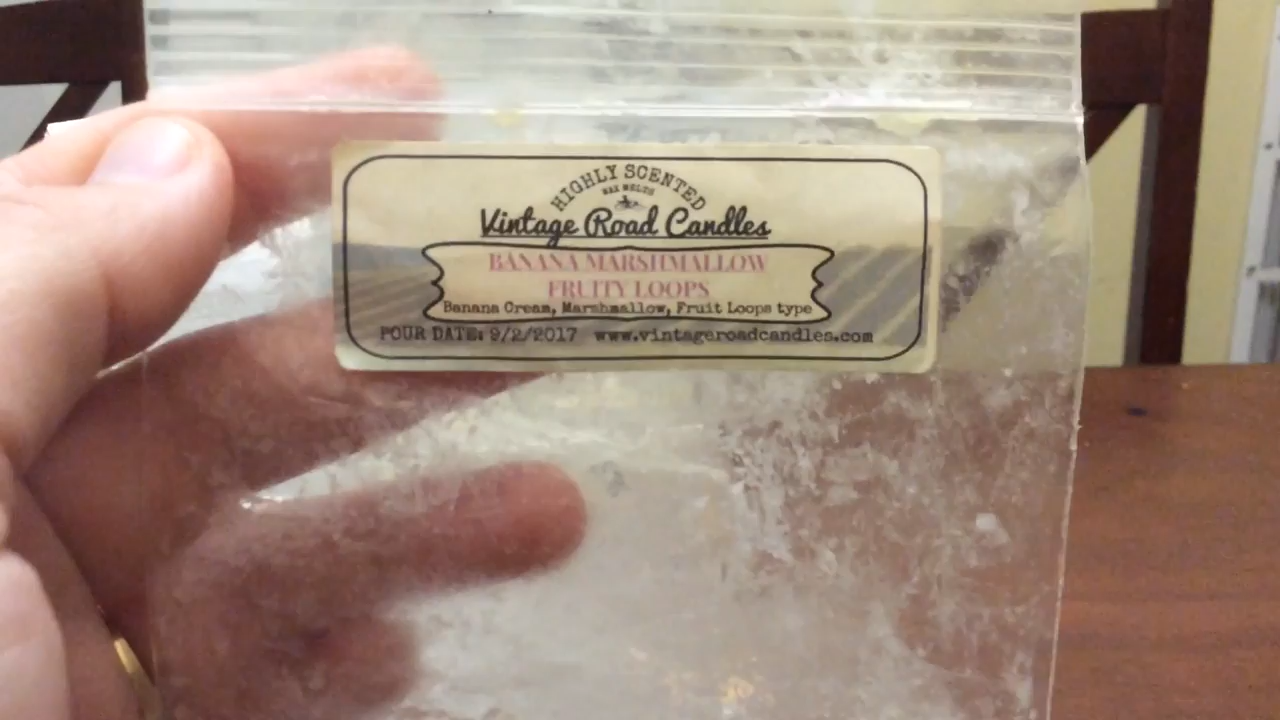 HIGHLY SCENTED
WAX MELTS
Vintage Road Candles
BANANA MARSHMALLOW
FRUITY LOOPS
Banana Cream, Marshmallow, Fruit Loops type
POUR DATE: 9/2/2017 www.vintageroadcandles.com